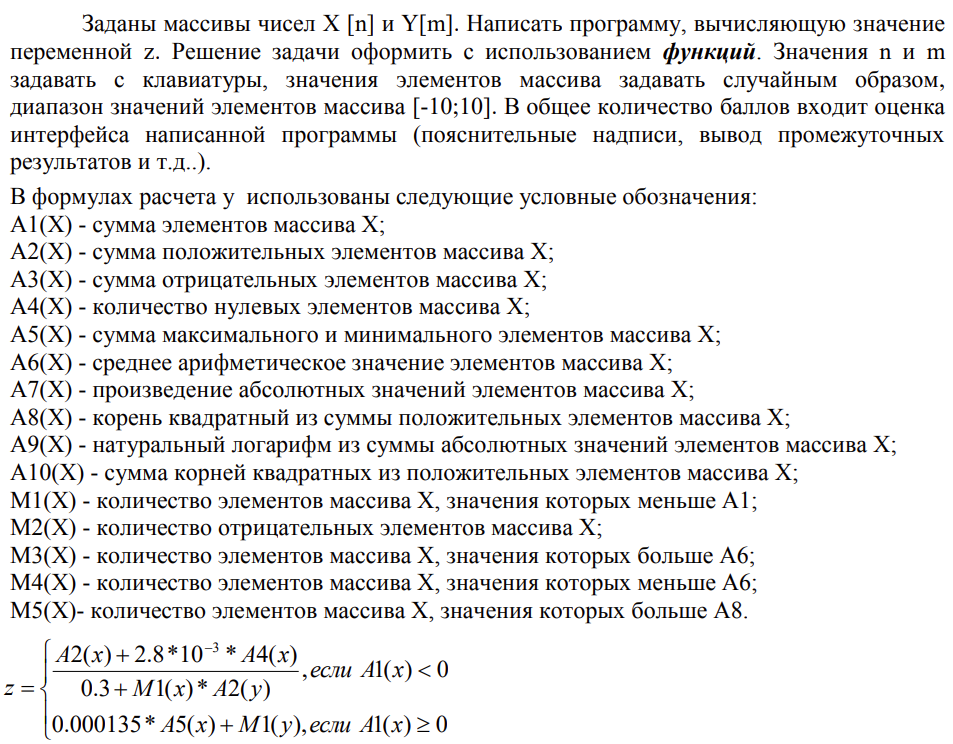 Заданы массивы чисел X [n] и Y[m]. Написать программу, вычисляющую значение
переменной z. Решение задачи оформить с использованием функций. Значения n и m
задавать с клавиатуры, значения элементов массива задавать случайным образом,
диапазон значений элементов массива [-10;10]. В общее количество баллов входит оценка
интерфейса написанной программы (пояснительные надписи, вывод промежуточных
результатов и т.д..).
В формулах расчета у использованы следующие условные обозначения:
A1(X) - сумма элементов массива X;
A2(X) - сумма положительных элементов массива X;
A3(X) - сумма отрицательных элементов массива X;
A4(X) - количество нулевых элементов массива X;
A5(X) - сумма максимального и минимального элементов массива X;
A6(X) - среднее арифметическое значение элементов массива X;
A7(X) - произведение абсолютных значений элементов массива X;
A8(X) - корень квадратный из суммы положительных элементов массива X;
A9(X) - натуральный логарифм из суммы абсолютных значений элементов массива X;
A10(X) - сумма корней квадратных из положительных элементов массива X;
M1(X) - количество элементов массива X, значения которых меньше A1;
M2(X) - количество отрицательных элементов массива X;
M3(X) - количество элементов массива X, значения которых больше A6;
M4(X) - количество элементов массива X, значения которых меньше A6;
M5(X)- количество элементов массива X, значения которых больше A8.
A2(x) + 2.8*10⁻³ * A4(x)
z = { 0.3 + M1(x)* A2(y) , если A1(x) < 0
0.000135* A5(x) + M1(y), если A1(x) ≥ 0